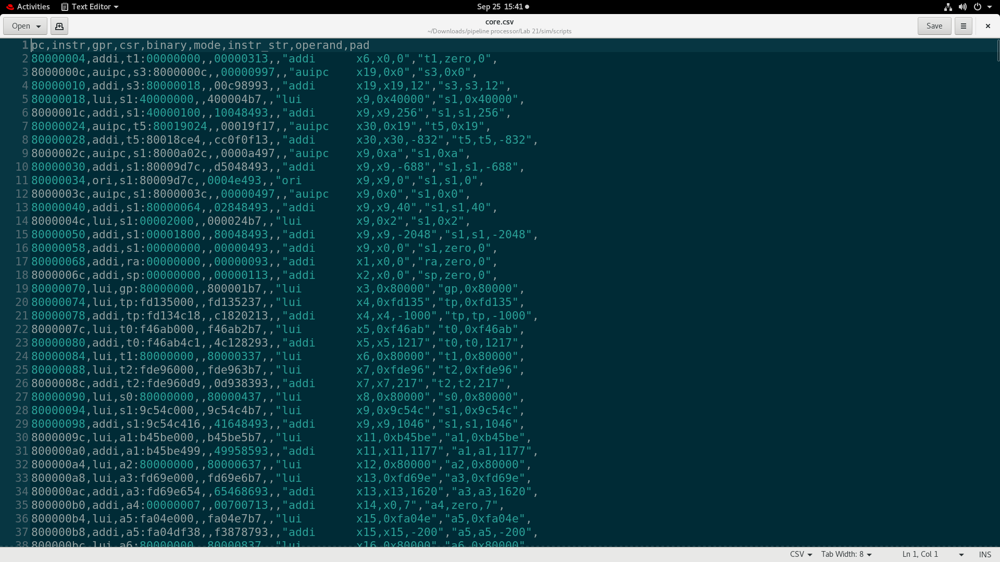 Activities Text Editor Sep 25 15:41
Open core.csv Save
~/Downloads/pipeline processor/Lab 21/sim/scripts
1 pc,instr,gpr,csr,binary,mode,instr_str,operand,pad
2 80000004,addi,t1:00000000,,00000313,,"addi x6,x0,0","t1,zero,0",
3 8000000c,auipc,s3:8000000c,,00000997,,"auipc x19,0x0","s3,0x0",
4 80000010,addi,s3:80000018,,00c98993,,"addi x19,x19,12","s3,s3,12",
5 80000018,lui,s1:40000000,,400004b7,,"lui x9,0x40000","s1,0x40000",
6 8000001c,addi,s1:40000100,,10048493,,"addi x9,x9,256","s1,s1,256",
7 80000024,auipc,t5:80019024,,00019f17,,"auipc x30,0x19","t5,0x19",
8 80000028,addi,t5:80018ce4,,cc0f0f13,,"addi x30,x30,-832","t5,t5,-832",
9 8000002c,auipc,s1:8000a02c,,0000a497,,"auipc x9,0xa","s1,0xa",
10 80000030,addi,s1:80009d7c,,d5048493,,"addi x9,x9,-688","s1,s1,-688",
11 80000034,ori,s1:80009d7c,,0004e493,,"ori x9,x9,0","s1,s1,0",
12 8000003c,auipc,s1:8000003c,,00000497,,"auipc x9,0x0","s1,0x0",
13 80000040,addi,s1:80000064,,02848493,,"addi x9,x9,40","s1,s1,40",
14 8000004c,lui,s1:00002000,,000024b7,,"lui x9,0x2","s1,0x2",
15 80000050,addi,s1:00001800,,80048493,,"addi x9,x9,-2048","s1,s1,-2048",
16 80000058,addi,s1:00000000,,00000493,,"addi x9,x0,0","s1,zero,0",
17 80000068,addi,ra:00000000,,00000093,,"addi x1,x0,0","ra,zero,0",
18 8000006c,addi,sp:00000000,,00000113,,"addi x2,x0,0","sp,zero,0",
19 80000070,lui,gp:80000000,,800001b7,,"lui x3,0x80000","gp,0x80000",
20 80000074,lui,tp:fd135000,,fd135237,,"lui x4,0xfd135","tp,0xfd135",
21 80000078,addi,tp:fd134c18,,c1820213,,"addi x4,x4,-1000","tp,tp,-1000",
22 8000007c,lui,t0:f46ab000,,f46ab2b7,,"lui x5,0xf46ab","t0,0xf46ab",
23 80000080,addi,t0:f46ab4c1,,4c128293,,"addi x5,x5,1217","t0,t0,1217",
24 80000084,lui,t1:80000000,,80000337,,"lui x6,0x80000","t1,0x80000",
25 80000088,lui,t2:fde96000,,fde963b7,,"lui x7,0xfde96","t2,0xfde96",
26 8000008c,addi,t2:fde960d9,,0d938393,,"addi x7,x7,217","t2,t2,217",
27 80000090,lui,s0:80000000,,80000437,,"lui x8,0x80000","s0,0x80000",
28 80000094,lui,s1:9c54c000,,9c54c4b7,,"lui x9,0x9c54c","s1,0x9c54c",
29 80000098,addi,s1:9c54c416,,41648493,,"addi x9,x9,1046","s1,s1,1046",
30 8000009c,lui,a1:b45be000,,b45be5b7,,"lui x11,0xb45be","a1,0xb45be",
31 800000a0,addi,a1:b45be499,,49958593,,"addi x11,x11,1177","a1,a1,1177",
32 800000a4,lui,a2:80000000,,80000637,,"lui x12,0x80000","a2,0x80000",
33 800000a8,lui,a3:fd69e000,,fd69e6b7,,"lui x13,0xfd69e","a3,0xfd69e",
34 800000ac,addi,a3:fd69e654,,65468693,,"addi x13,x13,1620","a3,a3,1620",
35 800000b0,addi,a4:00000007,,00700713,,"addi x14,x0,7","a4,zero,7",
36 800000b4,lui,a5:fa04e000,,fa04e7b7,,"lui x15,0xfa04e","a5,0xfa04e",
37 800000b8,addi,a5:fa04df38,,f3878793,,"addi x15,x15,-200","a5,a5,-200",
38 800000bc,lui,a6:80000000,,80000837,,"lui x16,0x80000","a6,0x80000",
CSV Tab Width: 8 Ln 1, Col 1 INS